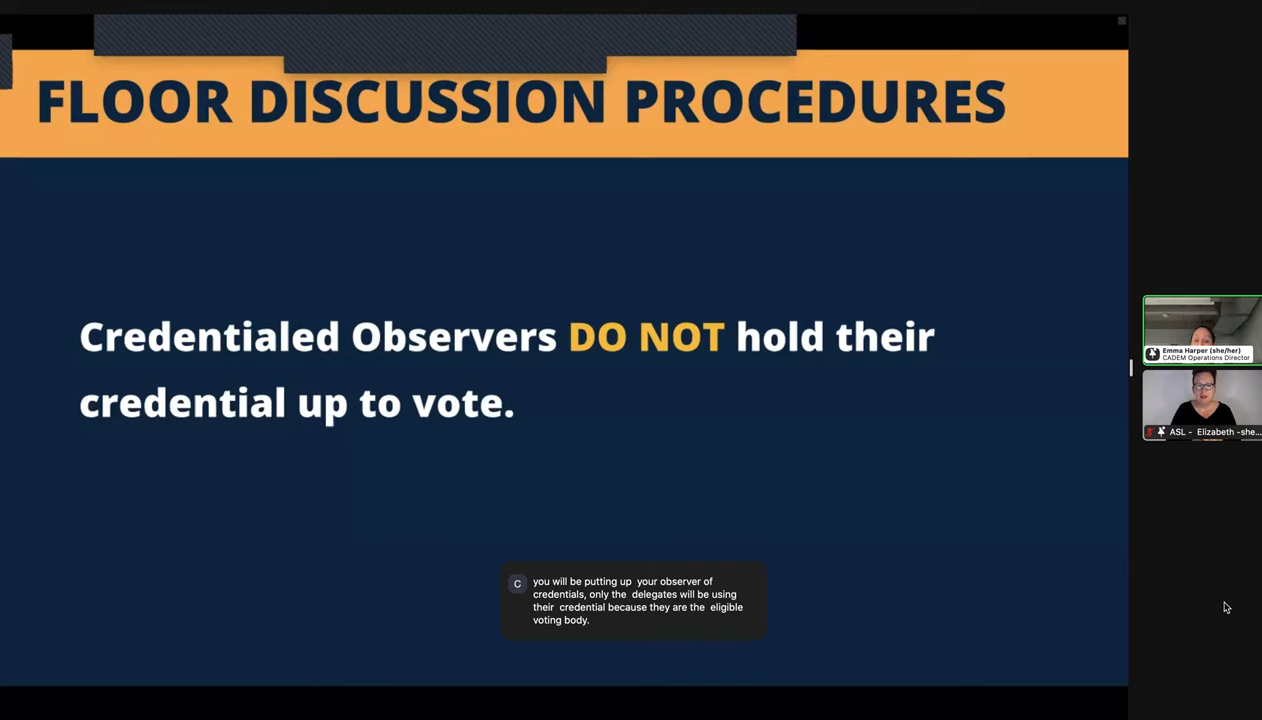 FLOOR DISCUSSION PROCEDURES
Credentialed Observers DO NOT hold their
credential up to vote.
Emma Harper (she/her)
CADEM Operations Director
ASL - Elizabeth -she...
C
you will be putting up your observer of
credentials, only the delegates will be using
their credential because they are the eligible
voting body.